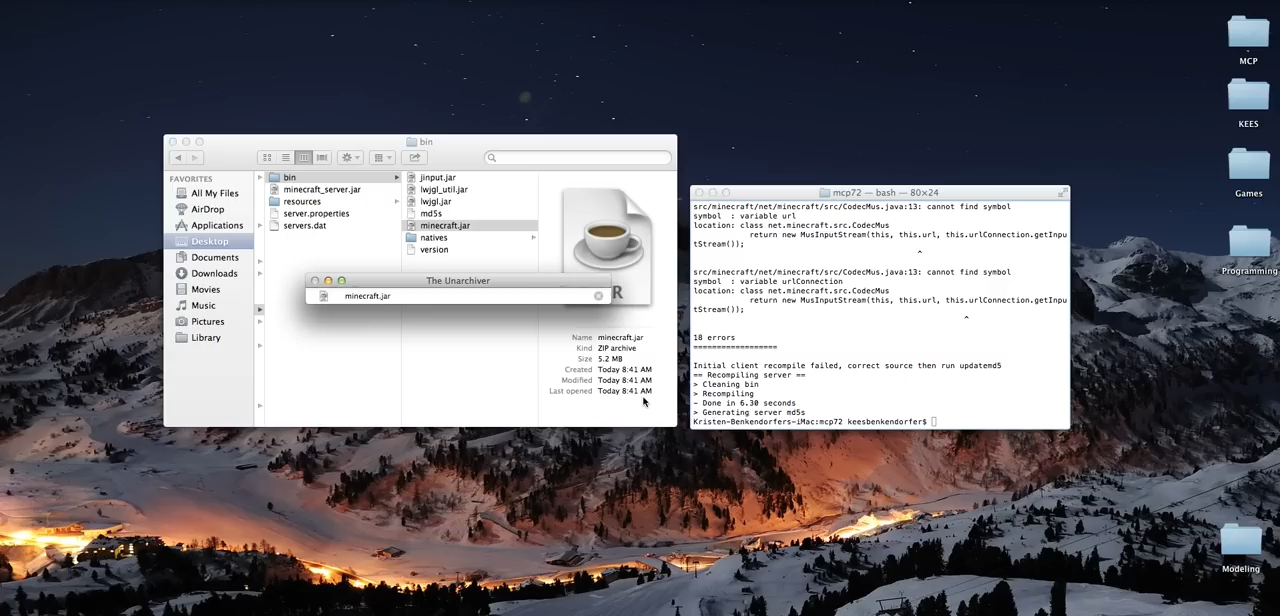 bin
FAVORITES
All My Files
AirDrop
Applications
Desktop
Documents
Downloads
Movies
Music
Pictures
Library
bin
minecraft_server.jar
resources
server.properties
servers.dat
jinput.jar
lwjgl_util.jar
lwjgl.jar
md5s
minecraft.jar
natives
version
R
Name minecraft.jar
Kind ZIP archive
Size 5.2 MB
Created Today 8:41 AM
Modified Today 8:41 AM
Last opened Today 8:41 AM
The Unarchiver
minecraft.jar
mcp72 — bash — 80×24
src/minecraft/net/minecraft/src/CodecMus.java:13: cannot find symbol
symbol : variable url
location: class net.minecraft.src.CodecMus
return new MusInputStream(this, this.url, this.urlConnection.getInpu
tStream());
^
src/minecraft/net/minecraft/src/CodecMus.java:13: cannot find symbol
symbol : variable urlConnection
location: class net.minecraft.src.CodecMus
return new MusInputStream(this, this.url, this.urlConnection.getInpu
tStream());
^
18 errors
==================
Initial client recompile failed, correct source then run updatemd5
== Recompiling server ==
> Cleaning bin
> Recompiling
- Done in 6.30 seconds
> Generating server md5s
Kristen-Benkendorfers-iMac:mcp72 keesbenkendorfer$
MCP
KEES
Games
Programming
Modeling